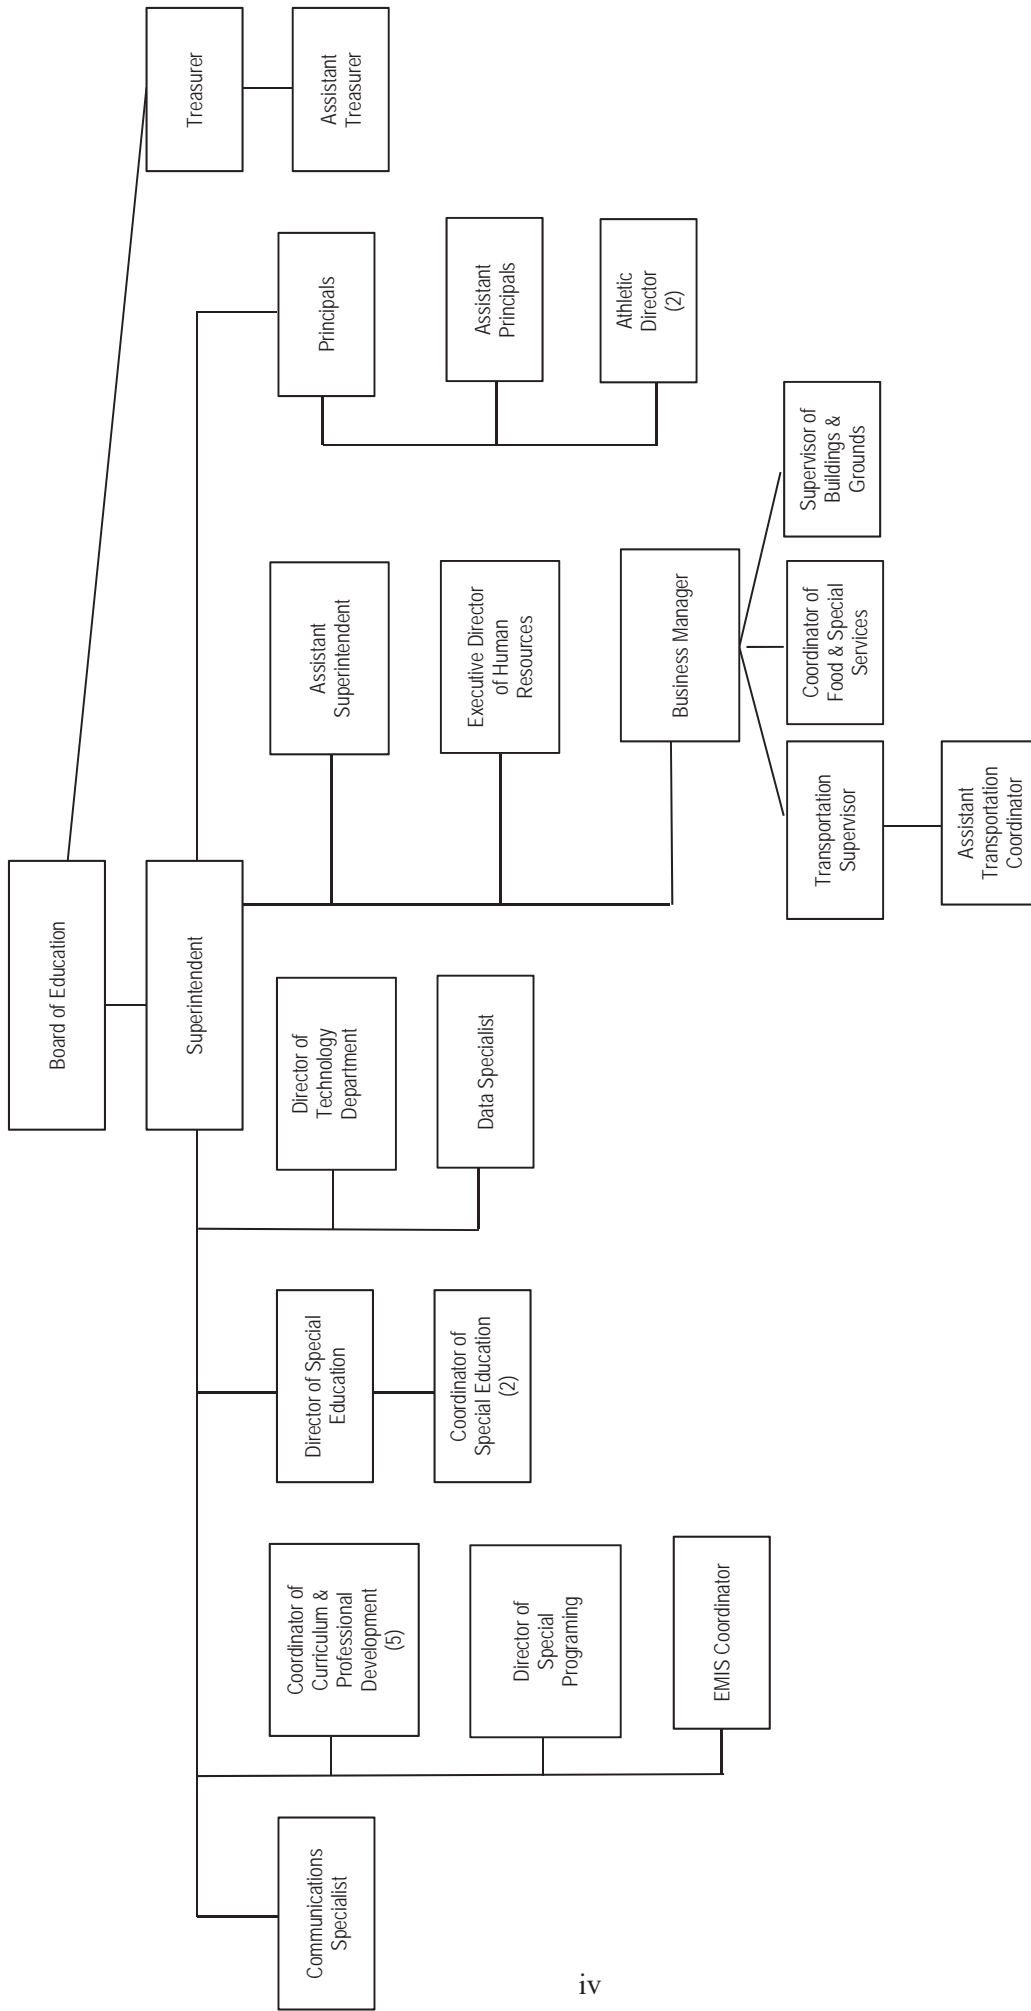 Board of Education
Treasurer
Superintendent
Assistant
Treasurer
Communications
Specialist
Coordinator of
Curriculum &
Professional
Development
(5)
Director of
Special
Programing
EMIS Coordinator
Director of Special
Education
Coordinator of
Special Education
(2)
Director of
Technology
Department
Data Specialist
Assistant
Superintendent
Executive Director
of Human
Resources
Business Manager
Transportation
Supervisor
Assistant
Transportation
Coordinator
Coordinator of
Food & Special
Services
Supervisor of
Buildings &
Grounds
Principals
Assistant
Principals
Athletic
Director
(2)
iv